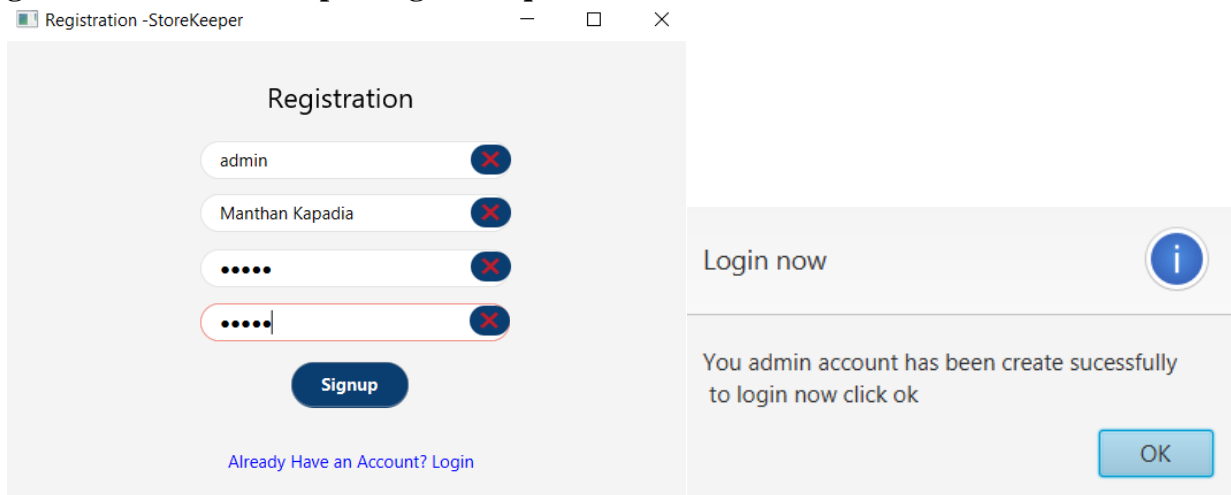 Registration -StoreKeeper
Registration
admin
Manthan Kapadia
•••••
•••••
Signup
Already Have an Account? Login
Login now
i
You admin account has been create sucessfully
to login now click ok
OK